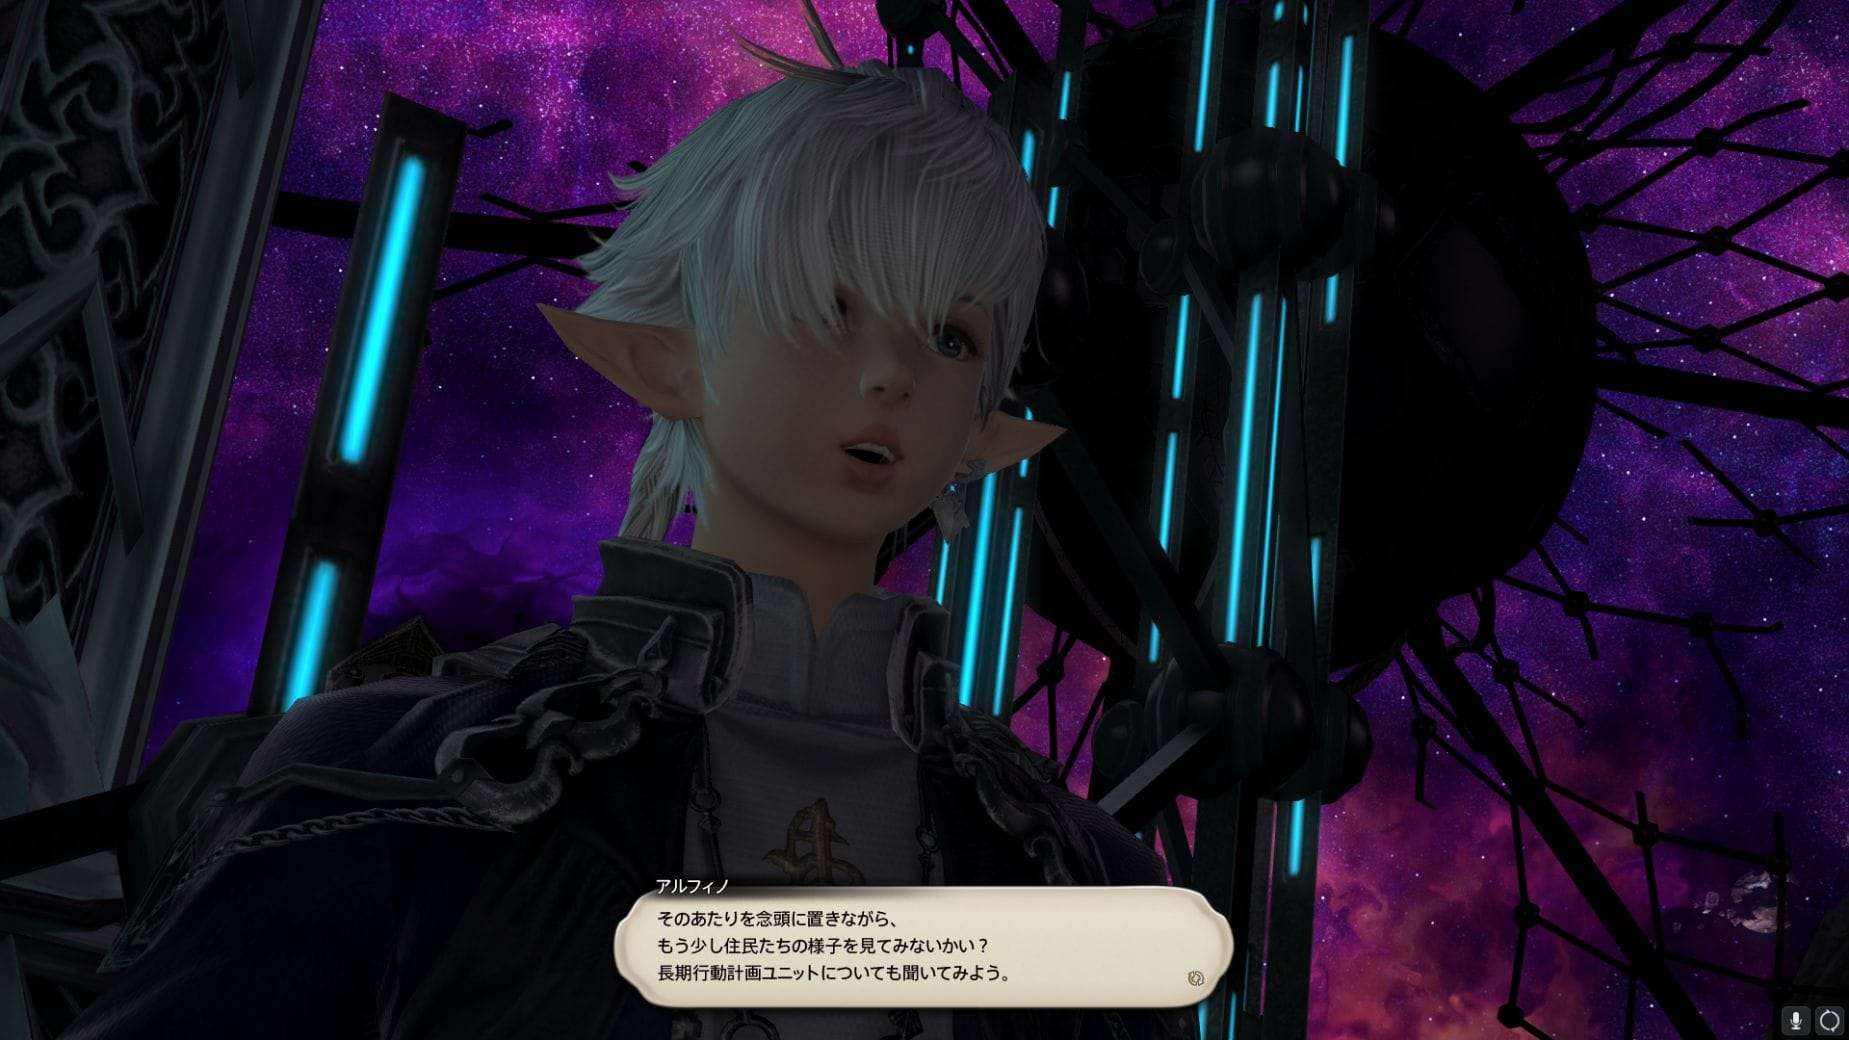 アルフィノ
そのあたりを念頭に置きながら、
もう少し住民たちの様子を見てみないかい？
長期行動計画ユニットについても聞いてみよう。